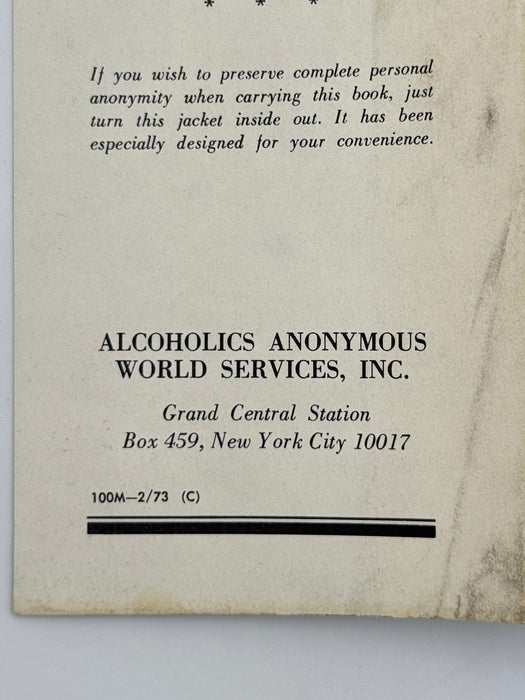 * * *
If you wish to preserve complete personal
anonymity when carrying this book, just
turn this jacket inside out. It has been
especially designed for your convenience.
ALCOHOLICS ANONYMOUS
WORLD SERVICES, INC.
Grand Central Station
Box 459, New York City 10017
100M—2/73 (C)